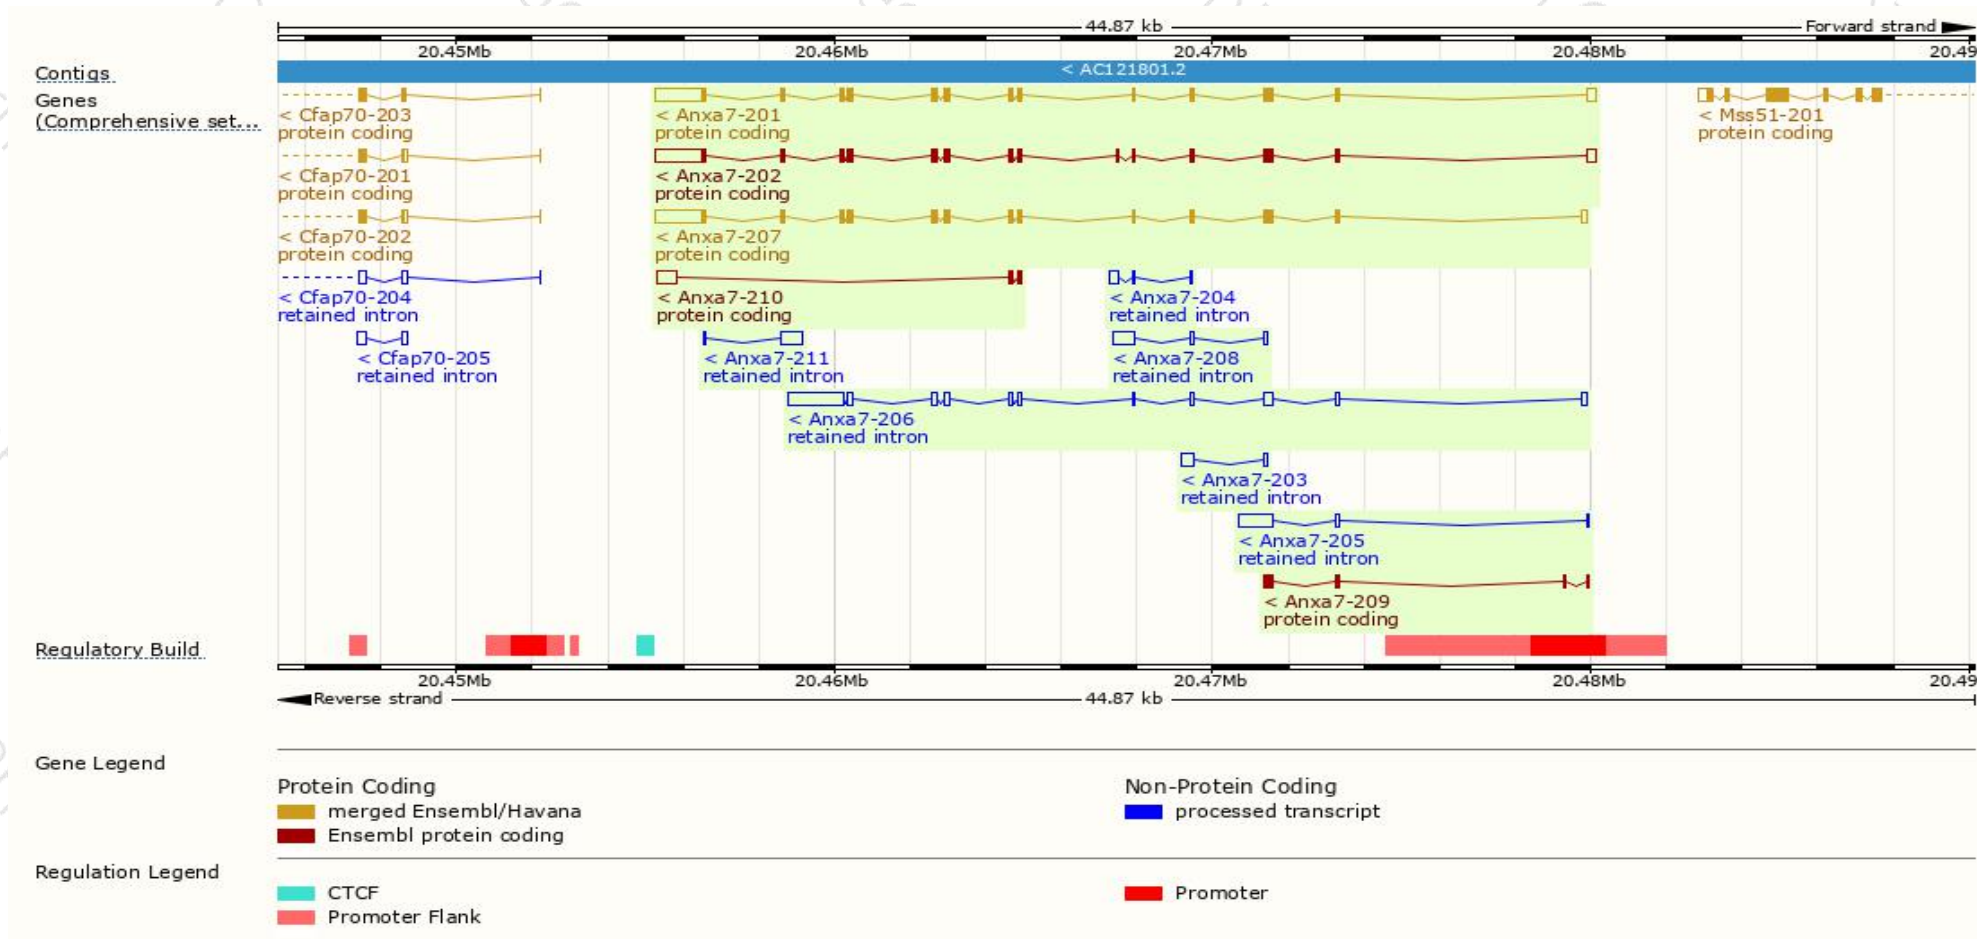 44.87 kb Forward strand
20.45Mb 20.46Mb 20.47Mb 20.48Mb 20.49
Contigs < AC121801.2
Genes
(Comprehensive set...
< Cfap70-203 < Anxa7-201 < Mss51-201
protein coding protein coding protein coding
< Cfap70-201 < Anxa7-202
protein coding protein coding
< Cfap70-202 < Anxa7-207
protein coding protein coding
< Cfap70-204 < Anxa7-210 < Anxa7-204
retained intron protein coding retained intron
< Cfap70-205 < Anxa7-211 < Anxa7-208
retained intron retained intron retained intron
< Anxa7-206
retained intron
< Anxa7-203
retained intron
< Anxa7-205
retained intron
< Anxa7-209
protein coding
Regulatory Build
20.45Mb 20.46Mb 20.47Mb 20.48Mb 20.49
Reverse strand 44.87 kb
Gene Legend
Protein Coding Non-Protein Coding
merged Ensembl/Havana processed transcript
Ensembl protein coding
Regulation Legend
CTCF Promoter
Promoter Flank